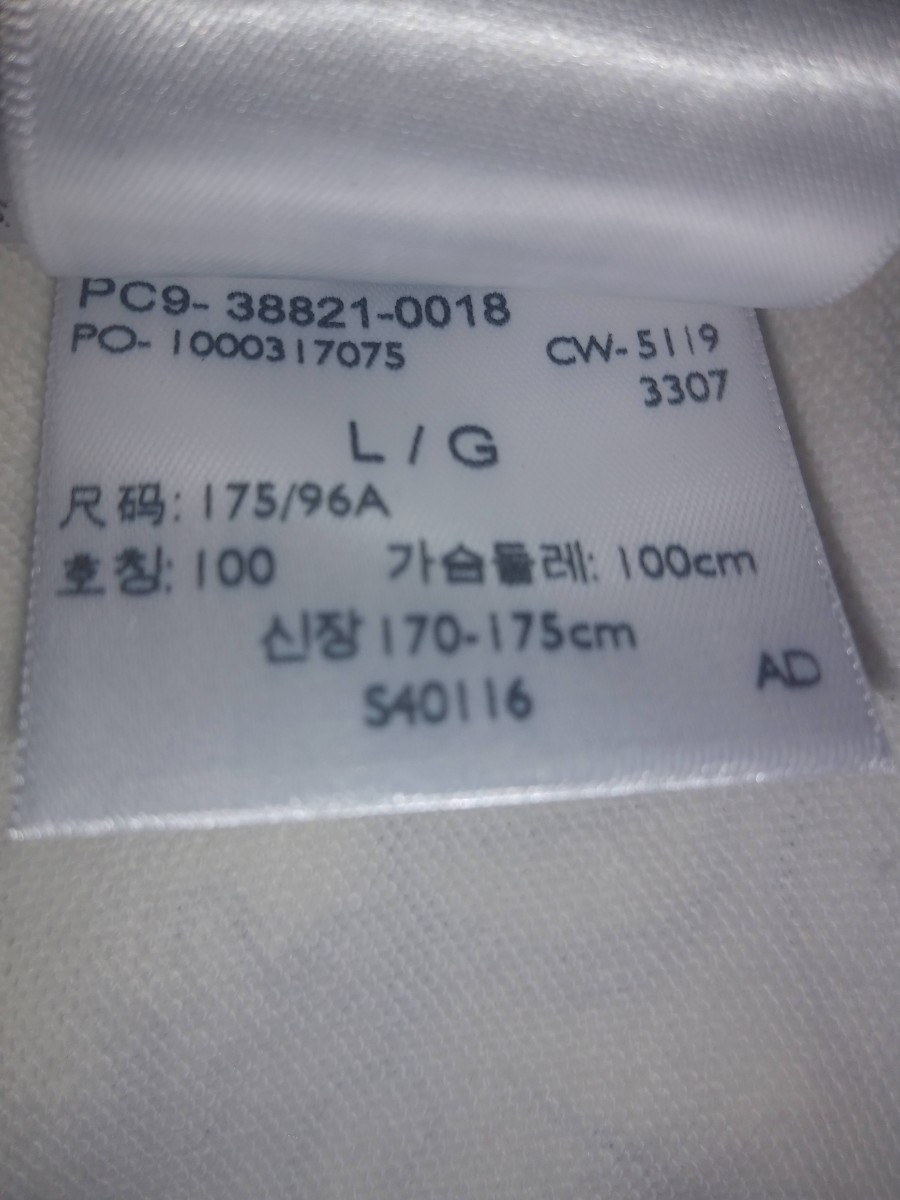 PC9- 38821-0018
PO- 1000317075
CW- 5119
3307
L / G
尺码: 175/96A
호칭: 100 가슴둘레: 100cm
신장 170-175cm
S40116
AD